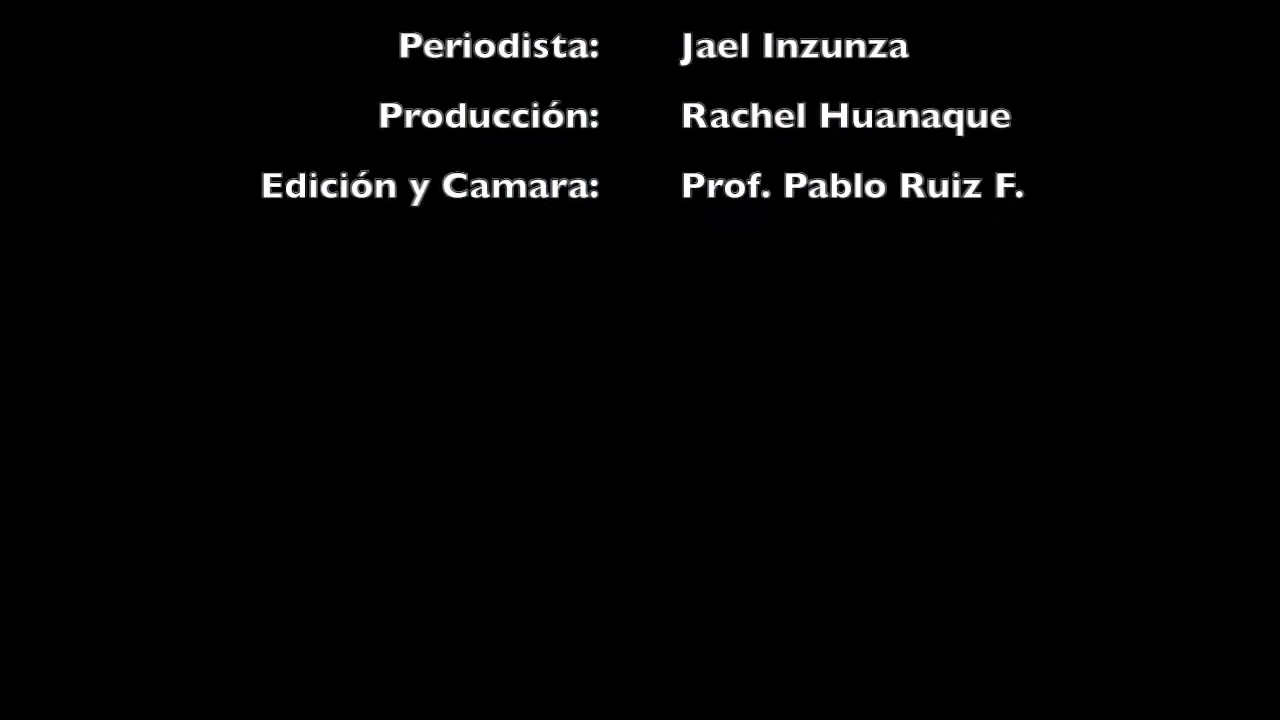 Periodista: Jael Inzunza
Producción: Rachel Huanaque
Edición y Camara: Prof. Pablo Ruiz F.